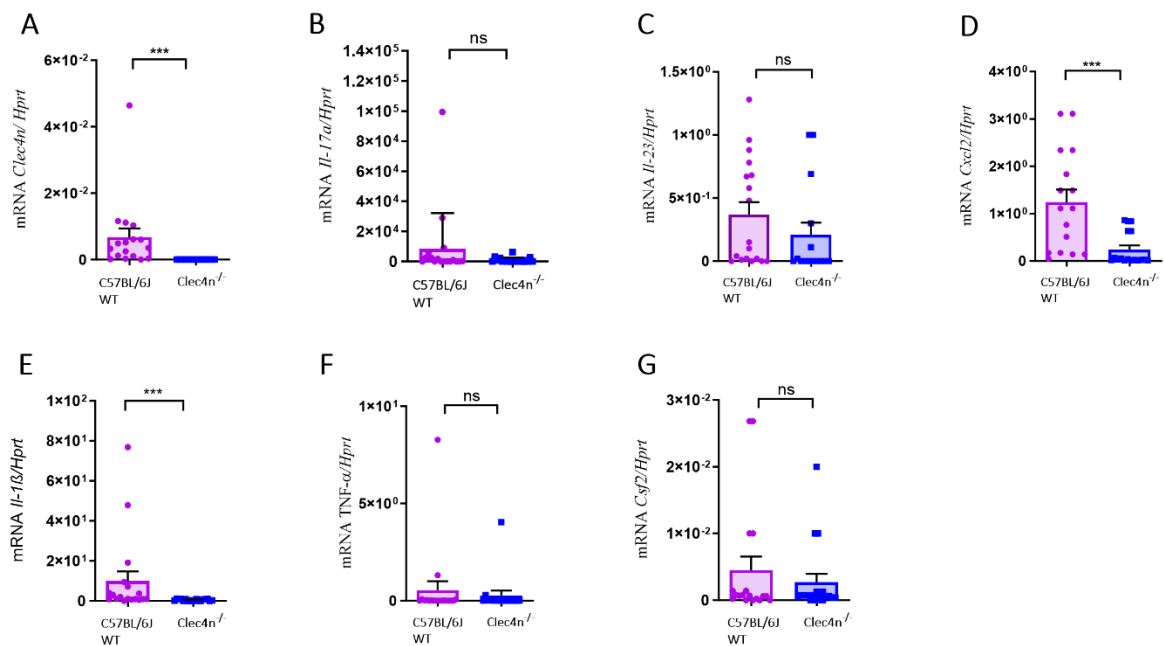 A
***
6×10⁻²
4×10⁻²
2×10⁻²
0
mRNA Clec4n/ Hprt
C57BL/6J
WT
Clec4n⁻/⁻
B
ns
1.4×10⁵
1.2×10⁵
1×10⁵
8×10⁴
6×10⁴
4×10⁴
2×10⁴
0
mRNA Il-17a/Hprt
C57BL/6J
WT
Clec4n⁻/⁻
C
ns
1.5×10⁰
1×10⁰
5×10⁻¹
0
mRNA Il-23/Hprt
C57BL/6J
WT
Clec4n⁻/⁻
D
***
4×10⁰
3×10⁰
2×10⁰
1×10⁰
0
mRNA Cxcl2/Hprt
C57BL/6J
WT
Clec4n⁻/⁻
E
***
1×10²
8×10¹
6×10¹
4×10¹
2×10¹
0
mRNA Il-1ß/Hprt
C57BL/6J
WT
Clec4n⁻/⁻
F
ns
1×10¹
5×10⁰
0
mRNA TNF-α/Hprt
C57BL/6J
WT
Clec4n⁻/⁻
G
ns
3×10⁻²
2×10⁻²
1×10⁻²
0
mRNA Csf2/Hprt
C57BL/6J
WT
Clec4n⁻/⁻